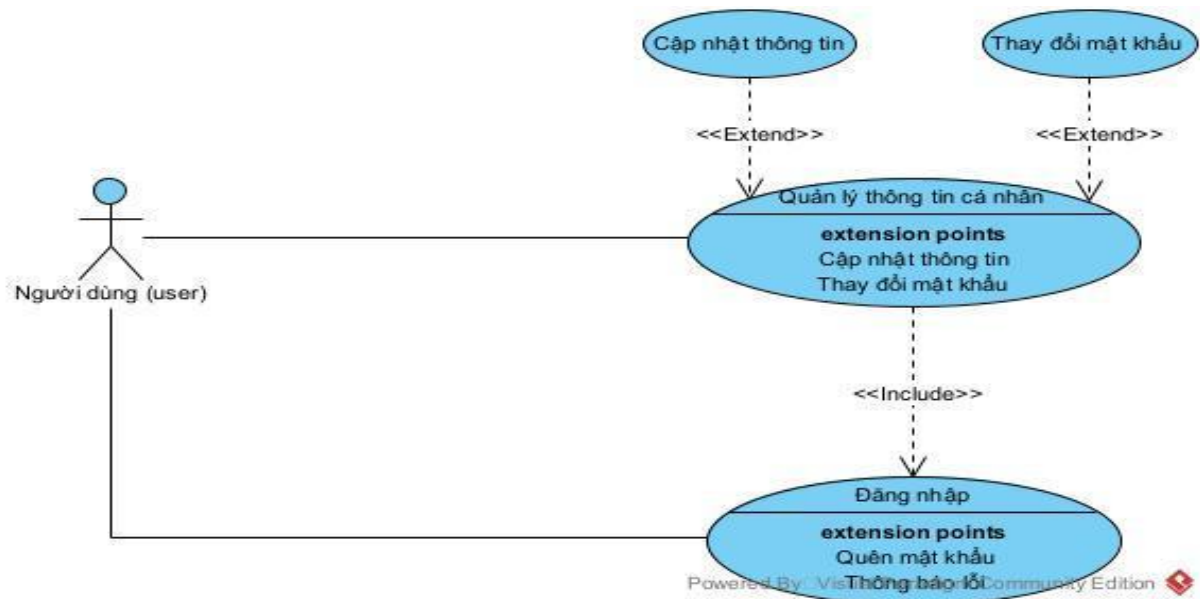 Cập nhật thông tin
Thay đổi mật khẩu
<<Extend>>
<<Extend>>
Quản lý thông tin cá nhân
extension points
Cập nhật thông tin
Thay đổi mật khẩu
Người dùng (user)
<<Include>>
Đăng nhập
extension points
Quên mật khẩu
Thông báo lỗi
Powered By Visual Paradigm Community Edition